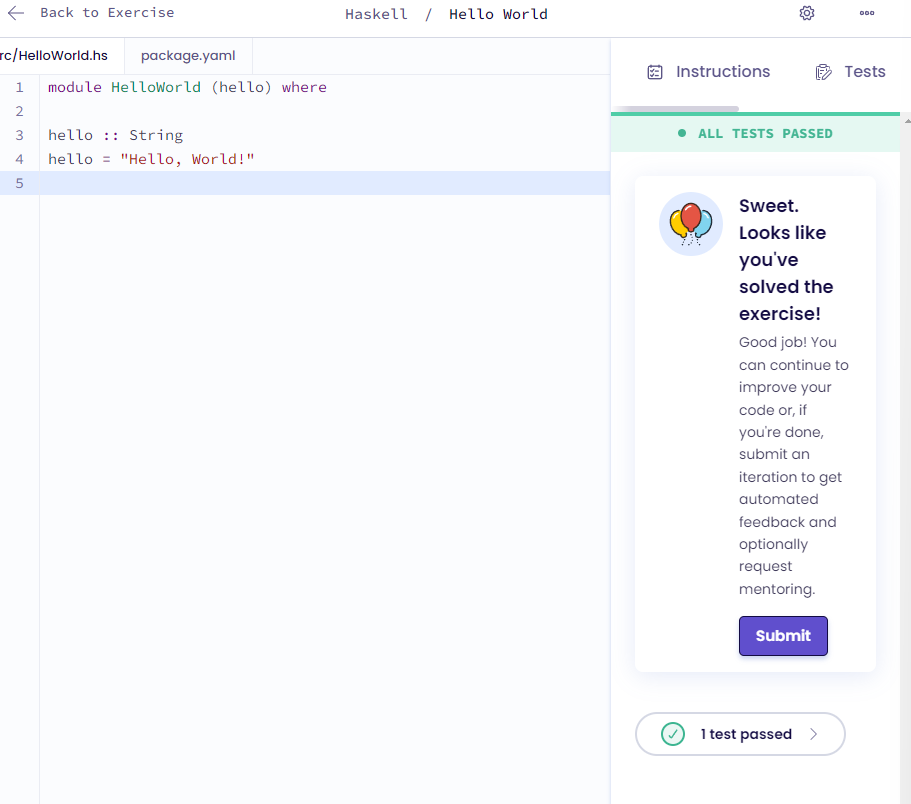 Back to Exercise
Haskell / Hello World
rc/HelloWorld.hs
package.yaml
Instructions
Tests
1 module HelloWorld (hello) where
2
3 hello :: String
4 hello = "Hello, World!"
5
ALL TESTS PASSED
Sweet.
Looks like
you've
solved the
exercise!
Good job! You
can continue to
improve your
code or, if
you're done,
submit an
iteration to get
automated
feedback and
optionally
request
mentoring.
Submit
1 test passed